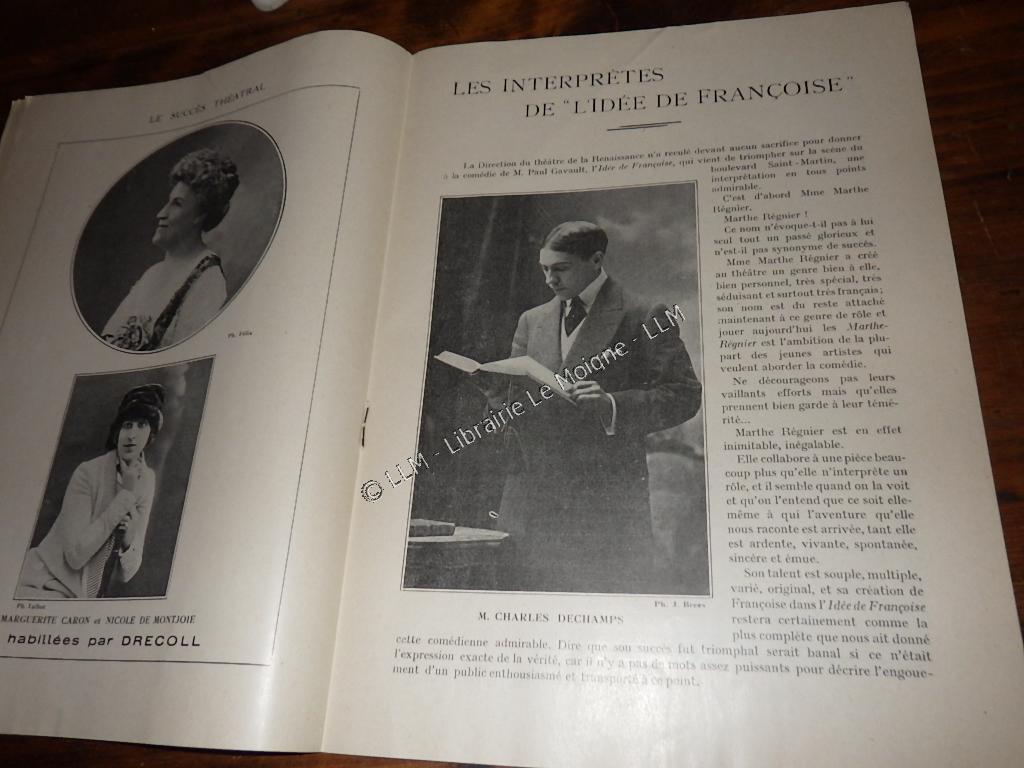 LE SUCCÈS THÉATRAL
Ph. Félix
Ph. Talbot
MARGUERITE CARON et NICOLE DE MONTJOIE
habillées par DRECOLL
LES INTERPRÈTES
DE "L'IDÉE DE FRANÇOISE"
La Direction du théâtre de la Renaissance n'a reculé devant aucun sacrifice pour donner
à la comédie de M. Paul Gavault, l'Idée de Françoise, qui vient de triompher sur la scène du
boulevard Saint-Martin, une
interprétation en tous points
admirable.
C'est d'abord Mme Marthe
Régnier.
Marthe Régnier !
Ce nom n'évoque-t-il pas à lui
seul tout un passé glorieux et
n'est-il pas synonyme de succès.
Mme Marthe Régnier a créé
au théâtre un genre bien à elle,
bien personnel, très spécial, très
séduisant et surtout très français;
son nom est du reste attaché
maintenant à ce genre de rôle et
jouer aujourd'hui les Marthe-
Régnier est l'ambition de la plu-
part des jeunes artistes qui
veulent aborder la comédie.
Ne décourageons pas leurs
vaillants efforts mais qu'elles
prennent bien garde à leur témé-
rité...
Marthe Régnier est en effet
inimitable, inégalable.
Elle collabore à une pièce beau-
coup plus qu'elle n'interprète un
rôle, et il semble quand on la voit
et qu'on l'entend que ce soit elle-
même à qui l'aventure qu'elle
nous raconte est arrivée, tant elle
est ardente, vivante, spontanée,
sincère et émue.
Son talent est souple, multiple,
varié, original, et sa création de
Françoise dans l'Idée de Françoise
restera certainement comme la
plus complète que nous ait donné
cette comédienne admirable. Dire que son succès fut triomphal serait banal si ce n'était
l'expression exacte de la vérité, car il n'y a pas de mots assez puissants pour décrire l'engoue-
ment d'un public enthousiasmé et transporté à ce point.
Ph. J.
M. CHARLES DECHAMPS
© LLM - Librairie Le Moigne - LLM